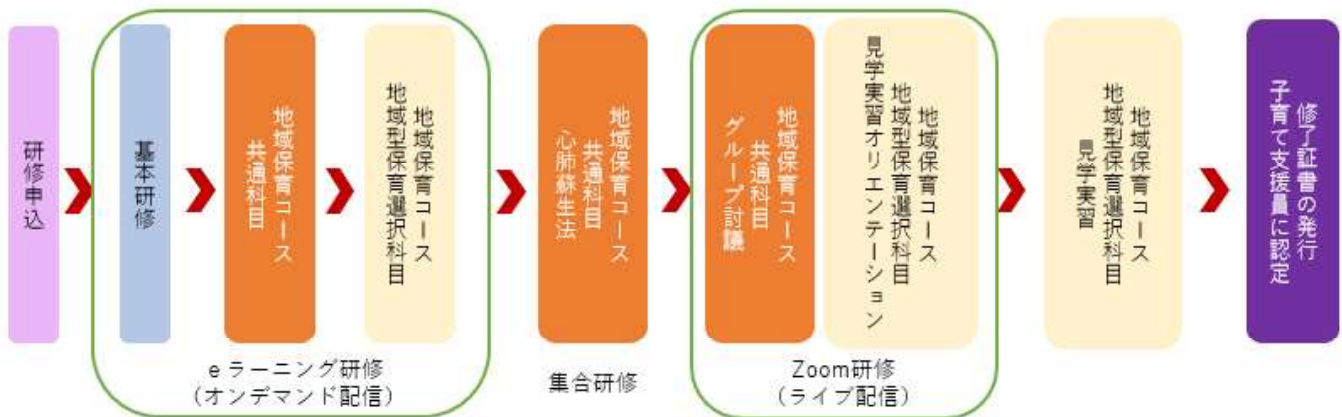 研修申込
基本研修
地域保育コース
共通科目
地域保育コース
地域型保育選択科目
eラーニング研修
（オンデマンド配信）
地域保育コース
共通科目
心肺蘇生法
集合研修
地域保育コース
共通科目
グループ討議
地域保育コース
地域型保育選択科目
見学実習オリエンテーション
Zoom研修
（ライブ配信）
地域保育コース
地域型保育選択科目
見学実習
修了証書の発行
子育て支援員に認定